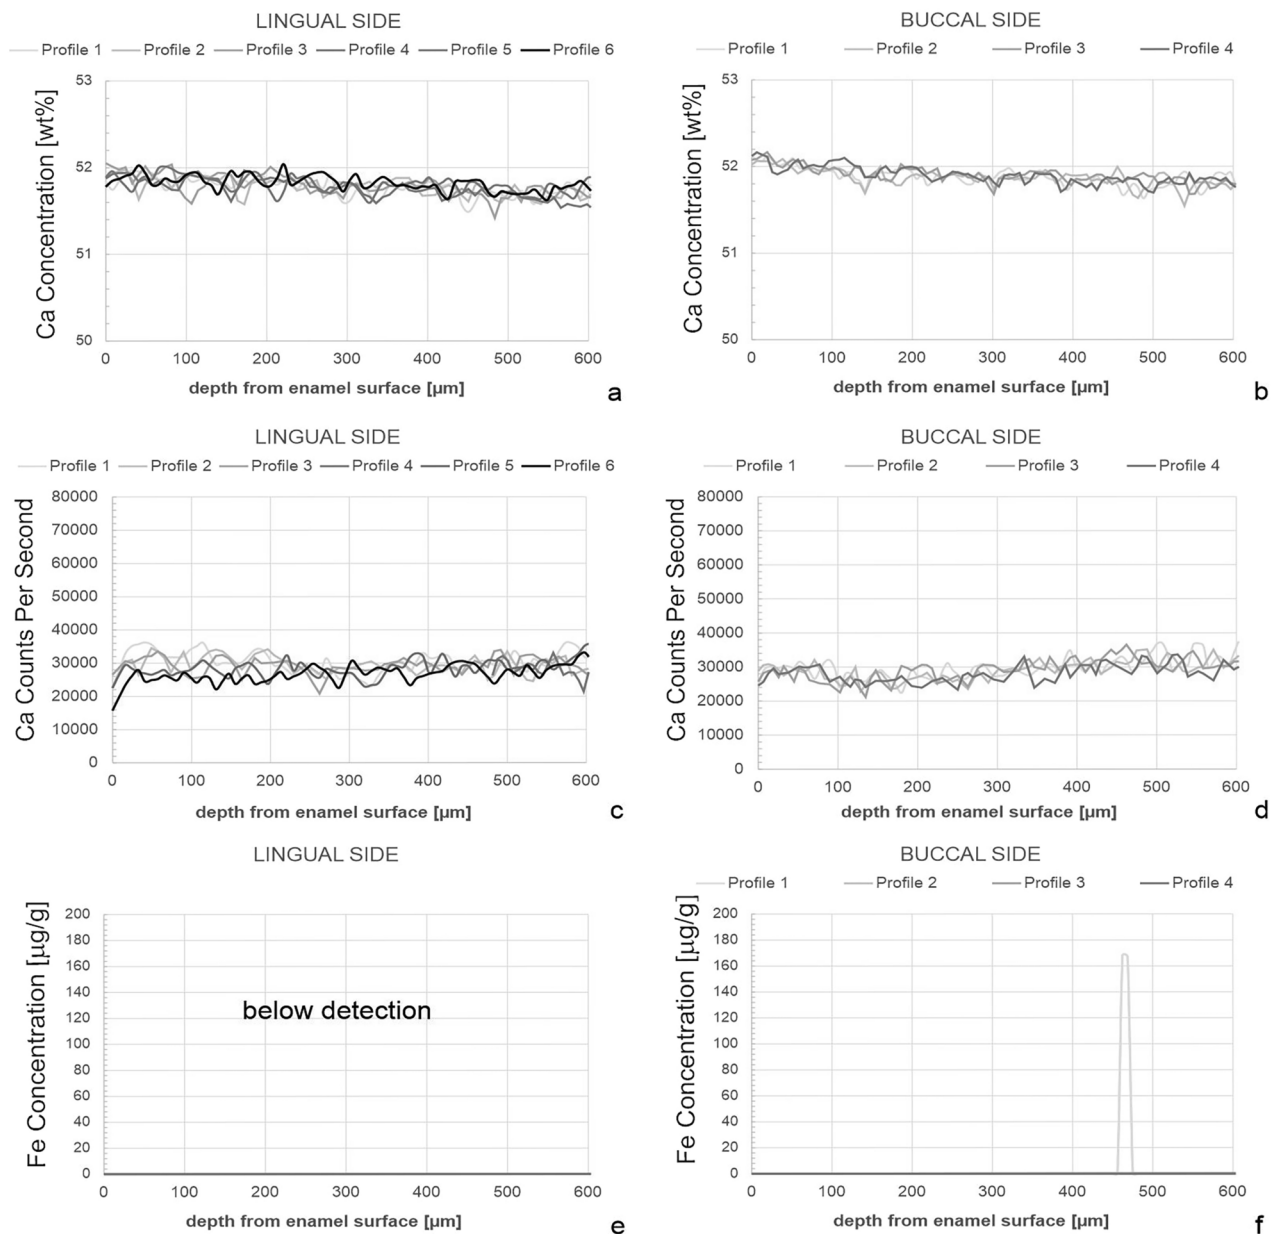 LINGUAL SIDE
Profile 1 Profile 2 Profile 3 Profile 4 Profile 5 Profile 6
Ca Concentration [wt%]
53
52
51
50
0 100 200 300 400 500 600
depth from enamel surface [µm]
a
BUCCAL SIDE
Profile 1 Profile 2 Profile 3 Profile 4
Ca Concentration [wt%]
53
52
51
50
0 100 200 300 400 500 600
depth from enamel surface [µm]
b
LINGUAL SIDE
Profile 1 Profile 2 Profile 3 Profile 4 Profile 5 Profile 6
Ca Counts Per Second
80000
70000
60000
50000
40000
30000
20000
10000
0
0 100 200 300 400 500 600
depth from enamel surface [µm]
c
BUCCAL SIDE
Profile 1 Profile 2 Profile 3 Profile 4
Ca Counts Per Second
80000
70000
60000
50000
40000
30000
20000
10000
0
0 100 200 300 400 500 600
depth from enamel surface [µm]
d
LINGUAL SIDE
Fe Concentration [µg/g]
200
180
160
140
120
100
80
60
40
20
0
below detection
0 100 200 300 400 500 600
depth from enamel surface [µm]
e
BUCCAL SIDE
Profile 1 Profile 2 Profile 3 Profile 4
Fe Concentration [µg/g]
200
180
160
140
120
100
80
60
40
20
0
0 100 200 300 400 500 600
depth from enamel surface [µm]
f